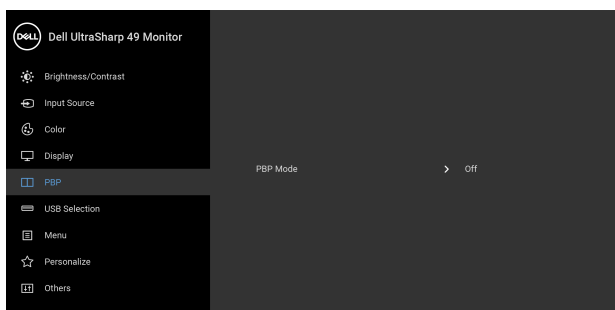 DELL
Dell UltraSharp 49 Monitor
Brightness/Contrast
Input Source
Color
Display
PBP
USB Selection
Menu
Personalize
Others
PBP Mode
Off